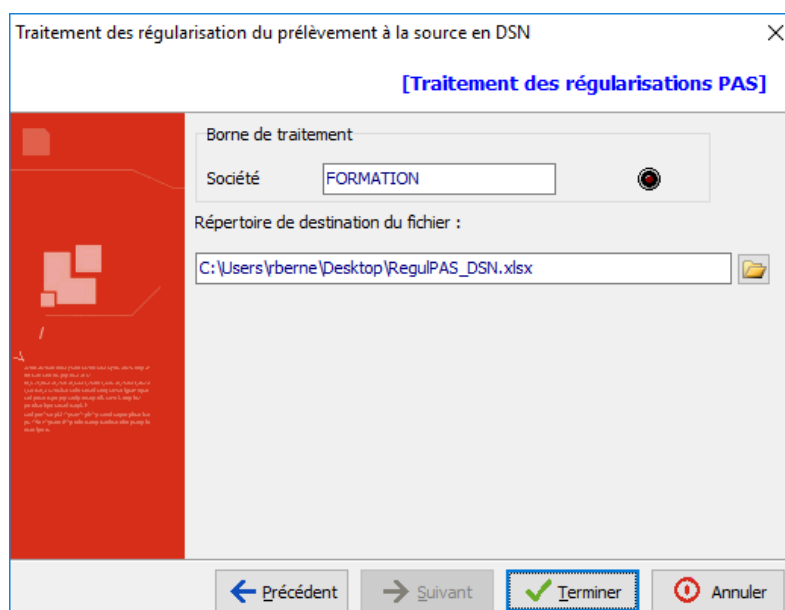 Traitement des régularisation du prélèvement à la source en DSN
[Traitement des régularisations PAS]
Borne de traitement
Société FORMATION
Répertoire de destination du fichier :
C:\Users\rberne\Desktop\RegulPAS_DSN.xlsx
Précédent Suivant Terminer Annuler